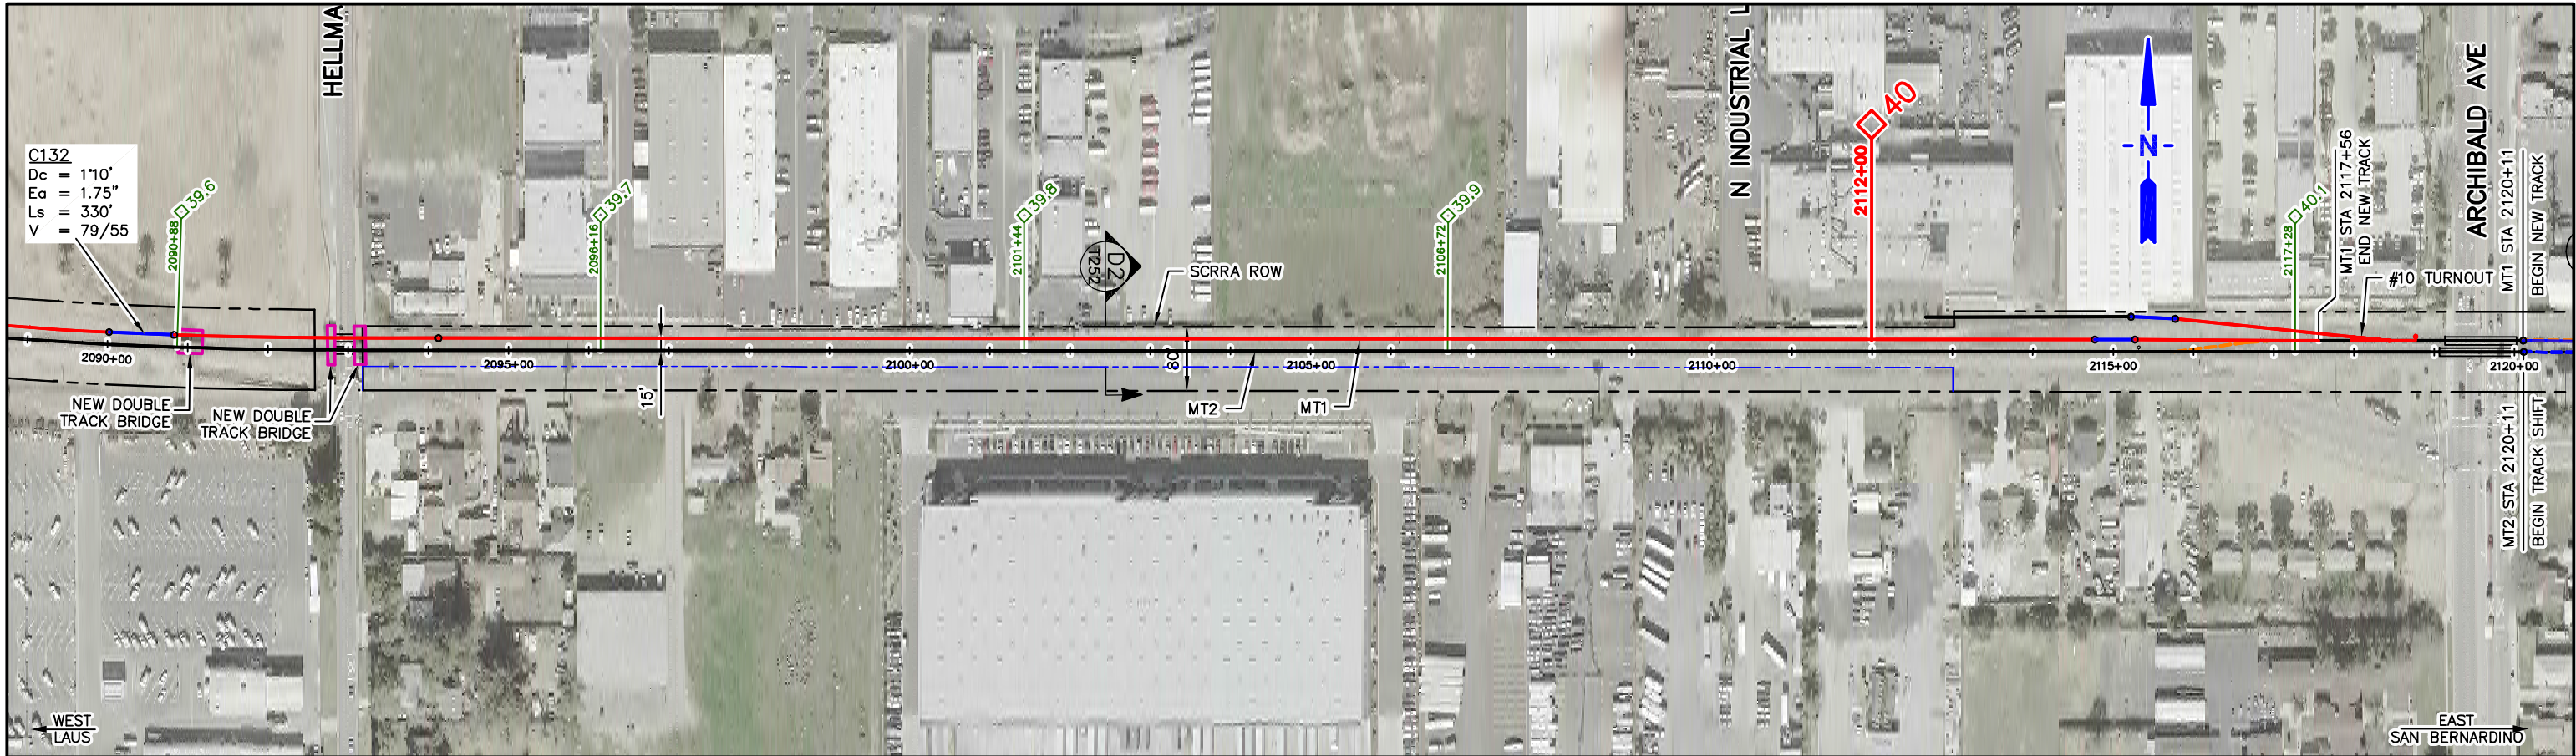 HELLMA
N INDUSTRIAL L
ARCHIBALD AVE
C132
Dc = 1°10'
Ea = 1.75"
Ls = 330'
V = 79/55
2090+88
39.6
2096+16
39.7
2101+44
39.8
D2
T252
SCRRA ROW
2106+72
39.9
2112+00
40
N
2117+28
40.1
MT1 STA 2117+56
END NEW TRACK
#10 TURNOUT
MT1 STA 2120+11
BEGIN NEW TRACK
2090+00
2095+00
2100+00
2105+00
2110+00
2115+00
2120+00
NEW DOUBLE
TRACK BRIDGE
NEW DOUBLE
TRACK BRIDGE
15'
80'
MT2
MT1
MT2 STA 2120+11
BEGIN TRACK SHIFT
WEST
LAUS
EAST
SAN BERNARDINO